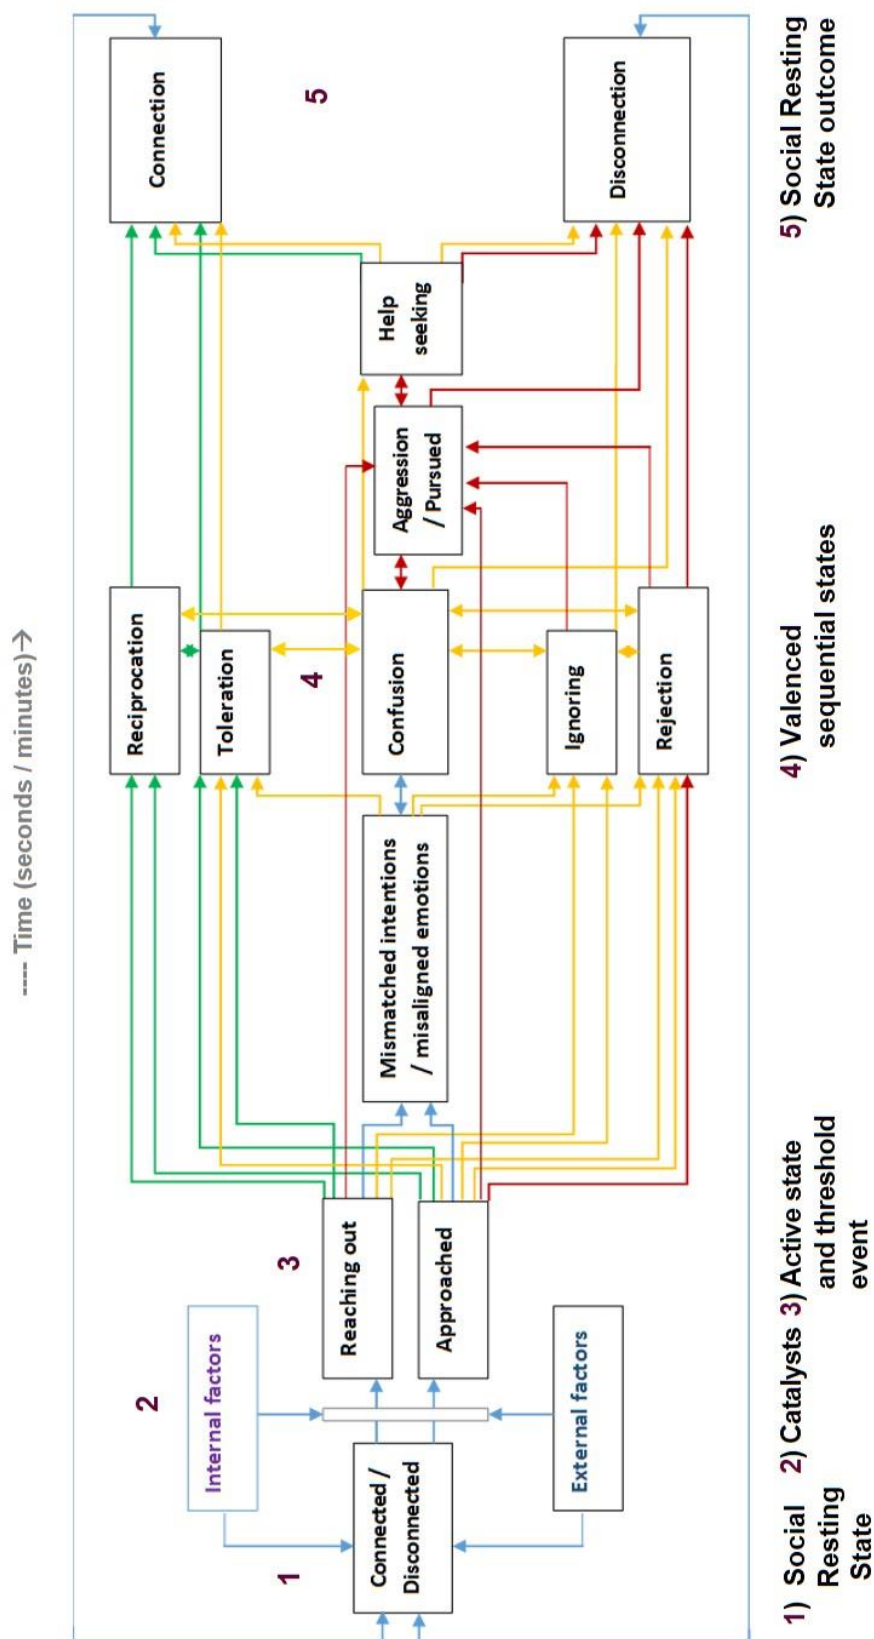 ---- Time (seconds / minutes)→
1
Connected /
Disconnected
2
Internal factors
External factors
3
Reaching out
Approached
Mismatched intentions
/ misaligned emotions
4
Reciprocation
Toleration
Confusion
Ignoring
Rejection
Aggression
/ Pursued
Help
seeking
5
Connection
Disconnection
1) Social
Resting
State
2) Catalysts
3) Active state
and threshold
event
4) Valenced
sequential states
5) Social Resting
State outcome